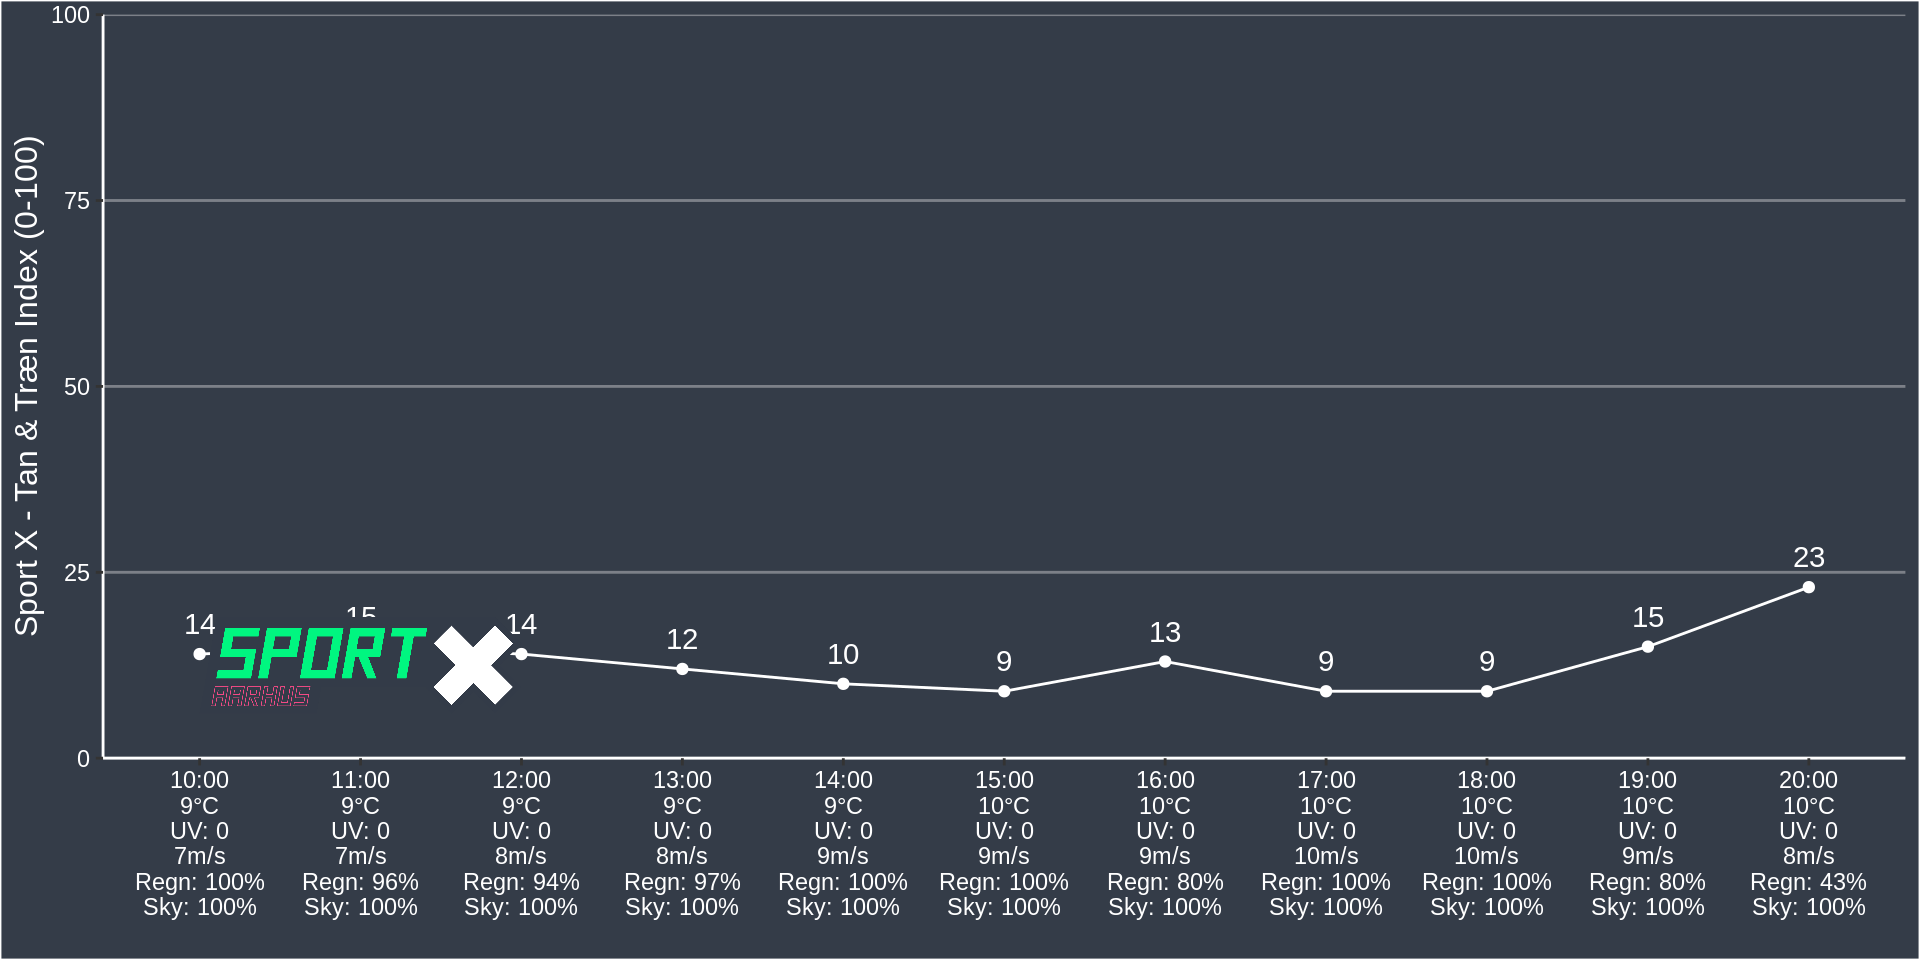 Sport X - Tan & Træn Index (0-100)
100
75
50
25
0
14
15
14
12
10
9
13
9
9
15
23
SPORT X
AARHUS
10:00 11:00 12:00 13:00 14:00 15:00 16:00 17:00 18:00 19:00 20:00
9°C 9°C 9°C 9°C 9°C 10°C 10°C 10°C 10°C 10°C 10°C
UV: 0 UV: 0 UV: 0 UV: 0 UV: 0 UV: 0 UV: 0 UV: 0 UV: 0 UV: 0 UV: 0
7m/s 7m/s 8m/s 8m/s 9m/s 9m/s 9m/s 10m/s 10m/s 9m/s 8m/s
Regn: 100% Regn: 96% Regn: 94% Regn: 97% Regn: 100% Regn: 100% Regn: 80% Regn: 100% Regn: 100% Regn: 80% Regn: 43%
Sky: 100% Sky: 100% Sky: 100% Sky: 100% Sky: 100% Sky: 100% Sky: 100% Sky: 100% Sky: 100% Sky: 100% Sky: 100%